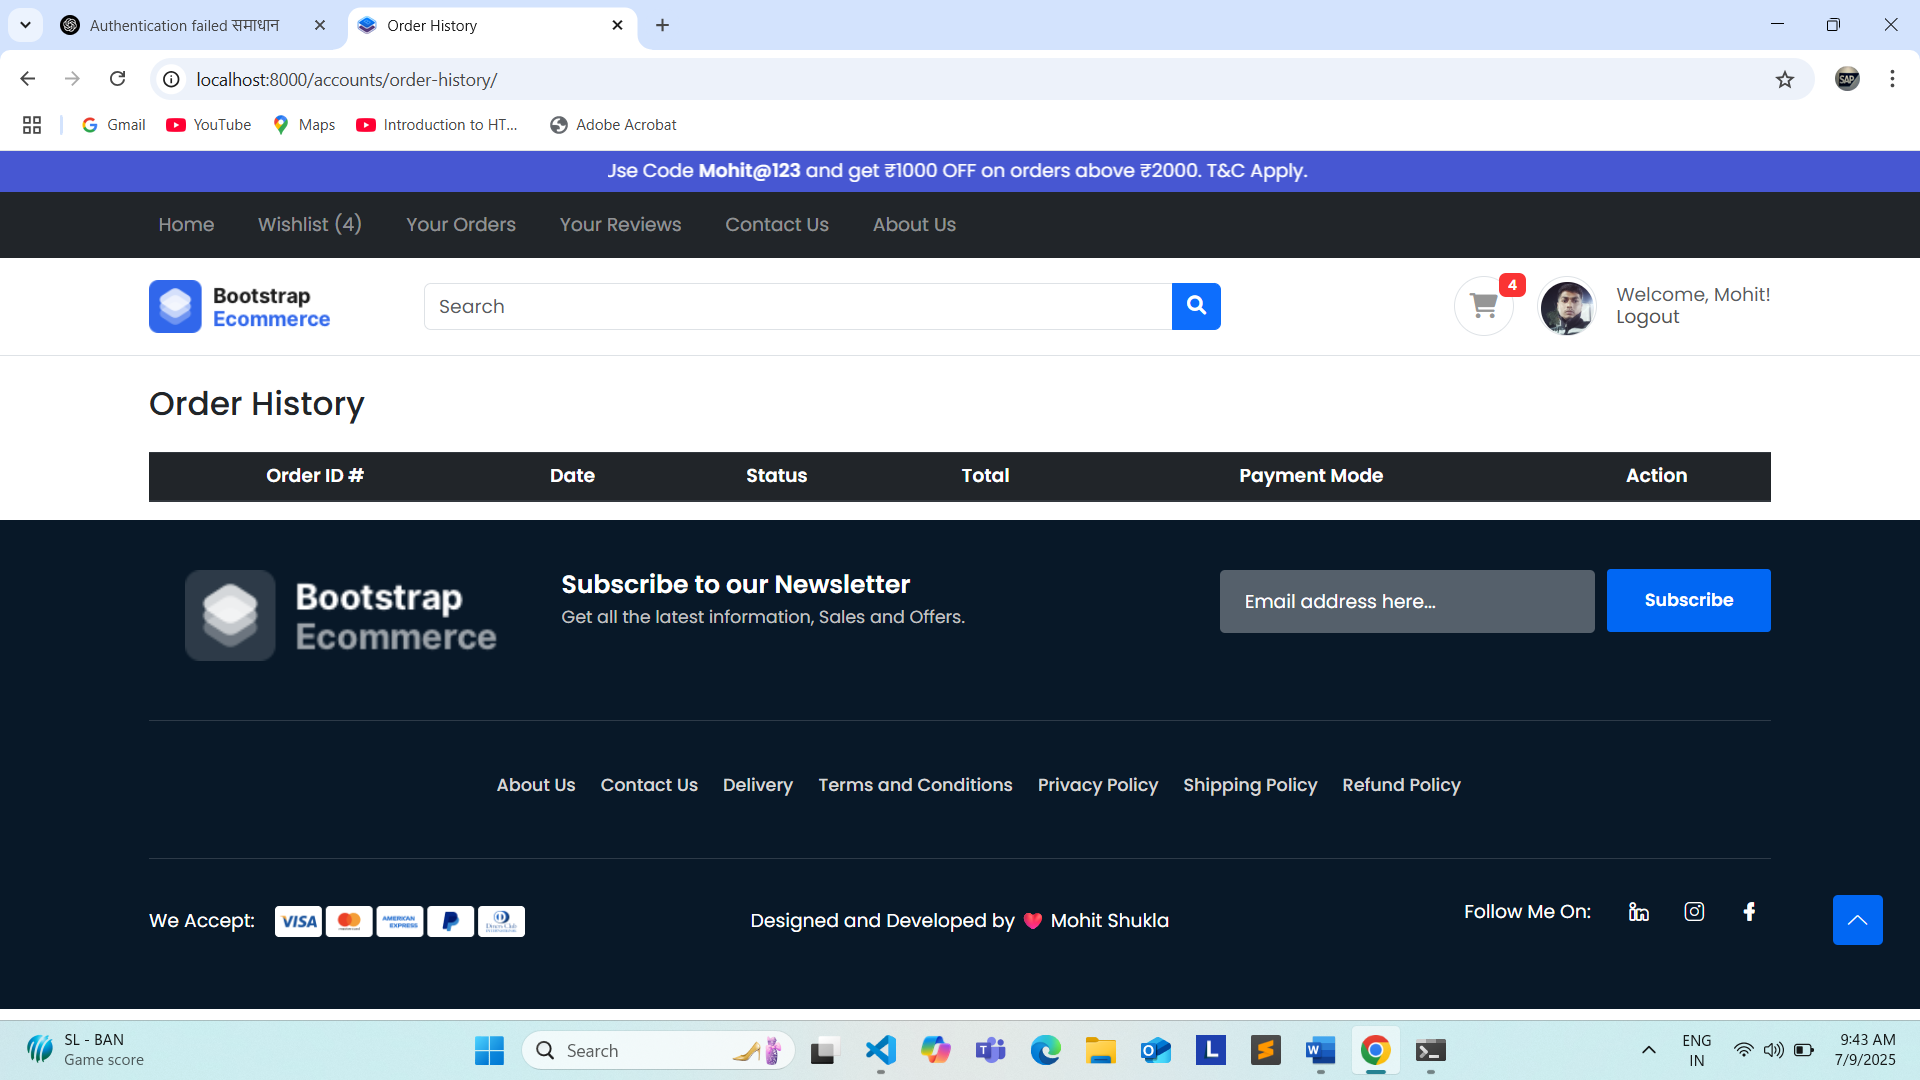 Authentication failed समाधान
Order History
localhost:8000/accounts/order-history/
Gmail
YouTube
Maps
Introduction to HT...
Adobe Acrobat
Use Code Mohit@123 and get ₹1000 OFF on orders above ₹2000. T&C Apply.
Home
Wishlist (4)
Your Orders
Your Reviews
Contact Us
About Us
Bootstrap
Ecommerce
Search
4
Welcome, Mohit!
Logout
Order History
Order ID #
Date
Status
Total
Payment Mode
Action
Bootstrap
Ecommerce
Subscribe to our Newsletter
Get all the latest information, Sales and Offers.
Email address here...
Subscribe
About Us
Contact Us
Delivery
Terms and Conditions
Privacy Policy
Shipping Policy
Refund Policy
We Accept:
VISA
AMERICAN
EXPRESS
Diners Club
Designed and Developed by ❤ Mohit Shukla
Follow Me On:
SL - BAN
Game score
Search
ENG
IN
9:43 AM
7/9/2025